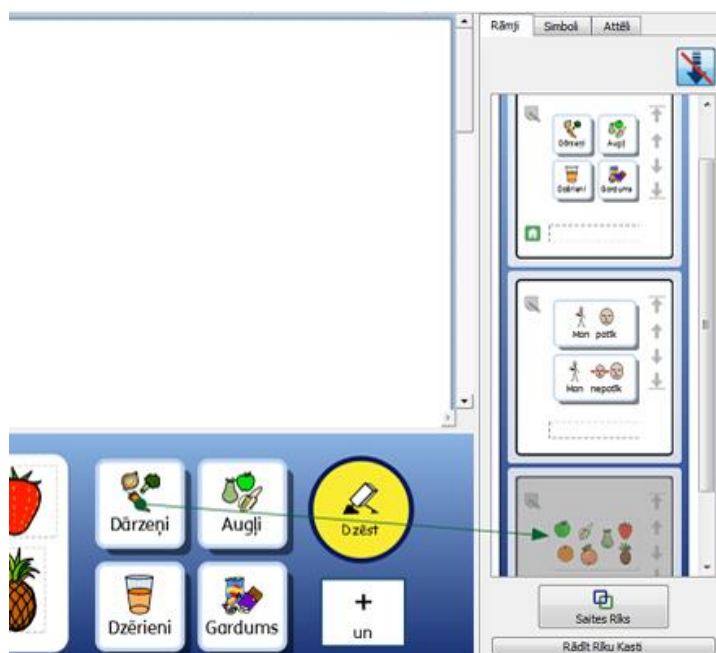 Rāmji Simboli Attēli
Dārzeņi Augļi
Dzērieni Gardums
Man patīk
Man nepatīk
Dārzeņi Augļi Dzēst
Dzērieni Gardums + un
Saites Rīks
Rādīt Rīku Kasti